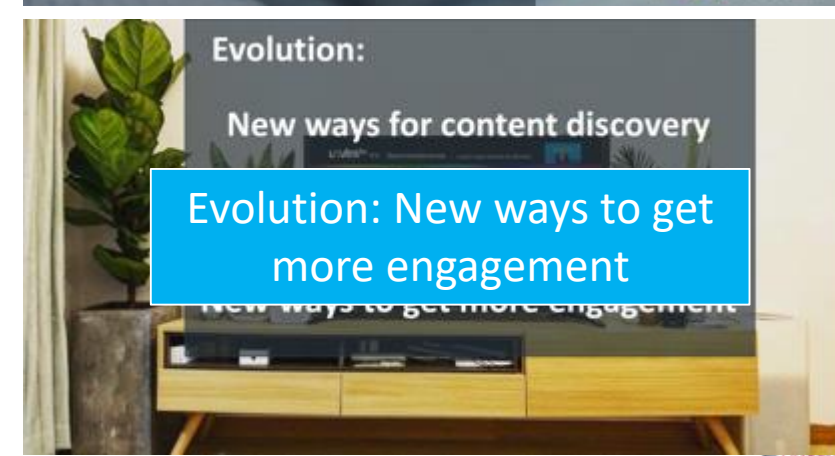 Evolution:
New ways for content discovery
Evolution: New ways to get
more engagement
New ways to get more engagement